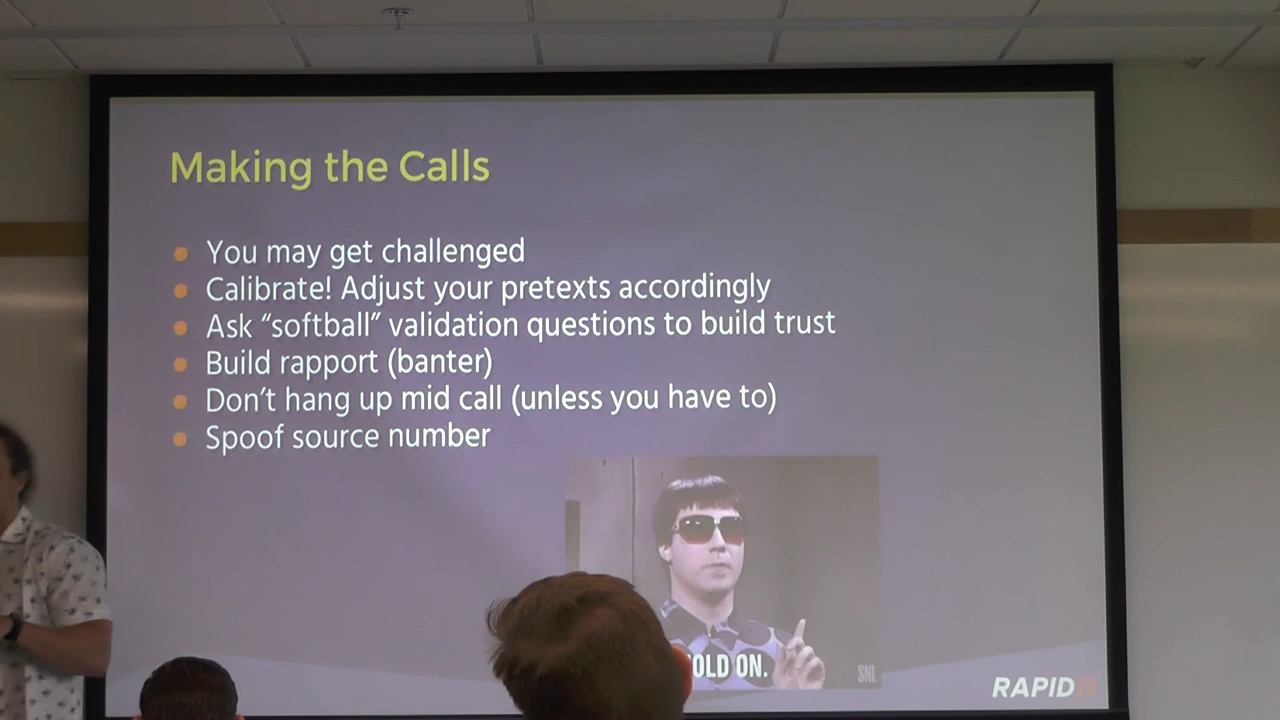 Making the Calls
You may get challenged
Calibrate! Adjust your pretexts accordingly
Ask “softball” validation questions to build trust
Build rapport (banter)
Don’t hang up mid call (unless you have to)
Spoof source number
OLD ON.
SNL
RAPID7